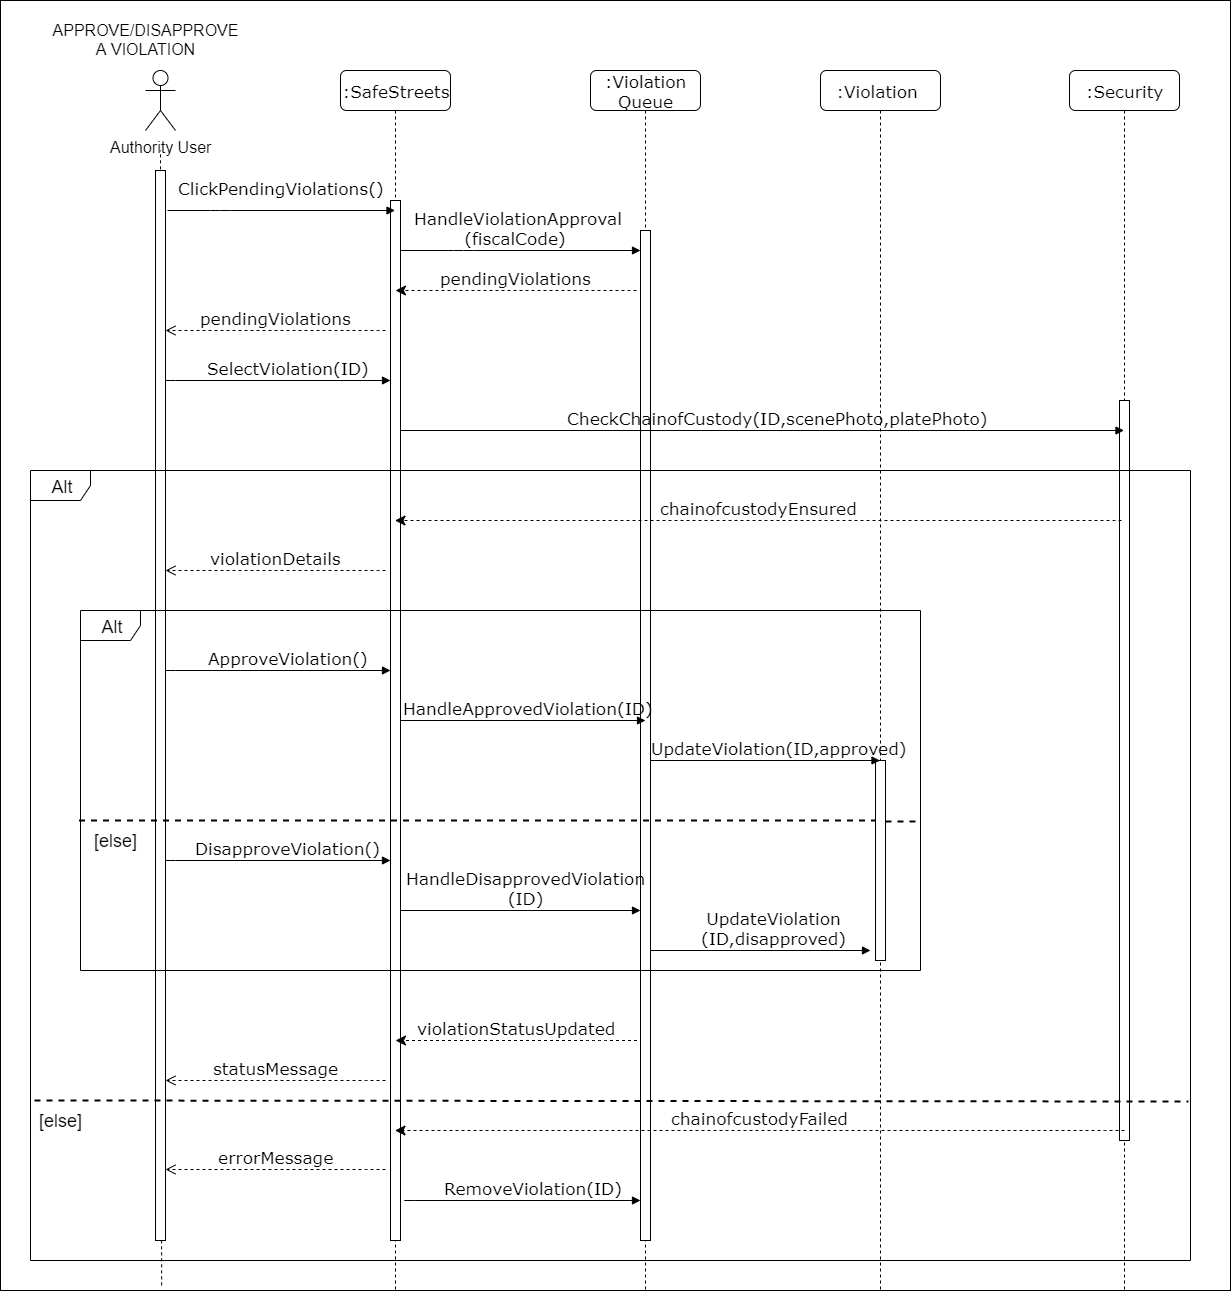 APPROVE/DISAPPROVE
A VIOLATION
Authority User
:SafeStreets
:Violation
Queue
:Violation
:Security
ClickPendingViolations()
HandleViolationApproval
(fiscalCode)
pendingViolations
pendingViolations
SelectViolation(ID)
CheckChainofCustody(ID,scenePhoto,platePhoto)
Alt
chainofcustodyEnsured
violationDetails
Alt
ApproveViolation()
HandleApprovedViolation(ID)
UpdateViolation(ID,approved)
[else]
DisapproveViolation()
HandleDisapprovedViolation
(ID)
UpdateViolation
(ID,disapproved)
violationStatusUpdated
statusMessage
[else]
chainofcustodyFailed
errorMessage
RemoveViolation(ID)